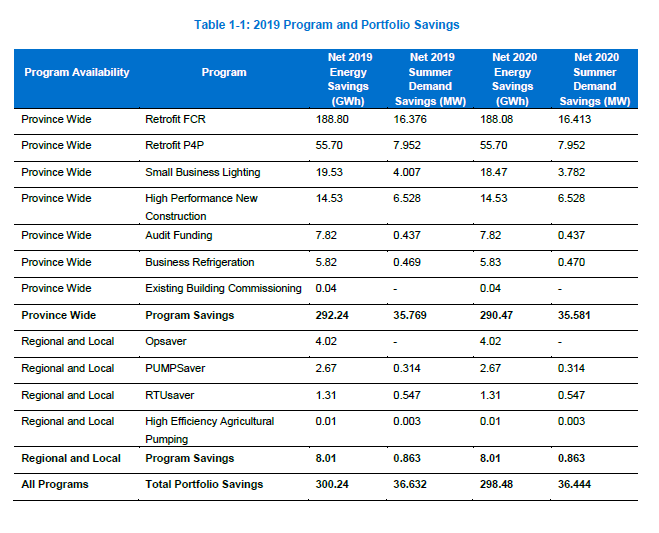 Table 1-1: 2019 Program and Portfolio Savings
Program Availability Program Net 2019 Energy Savings (GWh) Net 2019 Summer Demand Savings (MW) Net 2020 Energy Savings (GWh) Net 2020 Summer Demand Savings (MW)
Province Wide Retrofit FCR 188.80 16.376 188.08 16.413
Province Wide Retrofit P4P 55.70 7.952 55.70 7.952
Province Wide Small Business Lighting 19.53 4.007 18.47 3.782
Province Wide High Performance New Construction 14.53 6.528 14.53 6.528
Province Wide Audit Funding 7.82 0.437 7.82 0.437
Province Wide Business Refrigeration 5.82 0.469 5.83 0.470
Province Wide Existing Building Commissioning 0.04 - 0.04 -
Province Wide Program Savings 292.24 35.769 290.47 35.581
Regional and Local Opsaver 4.02 - 4.02 -
Regional and Local PUMPSaver 2.67 0.314 2.67 0.314
Regional and Local RTUsaver 1.31 0.547 1.31 0.547
Regional and Local High Efficiency Agricultural Pumping 0.01 0.003 0.01 0.003
Regional and Local Program Savings 8.01 0.863 8.01 0.863
All Programs Total Portfolio Savings 300.24 36.632 298.48 36.444